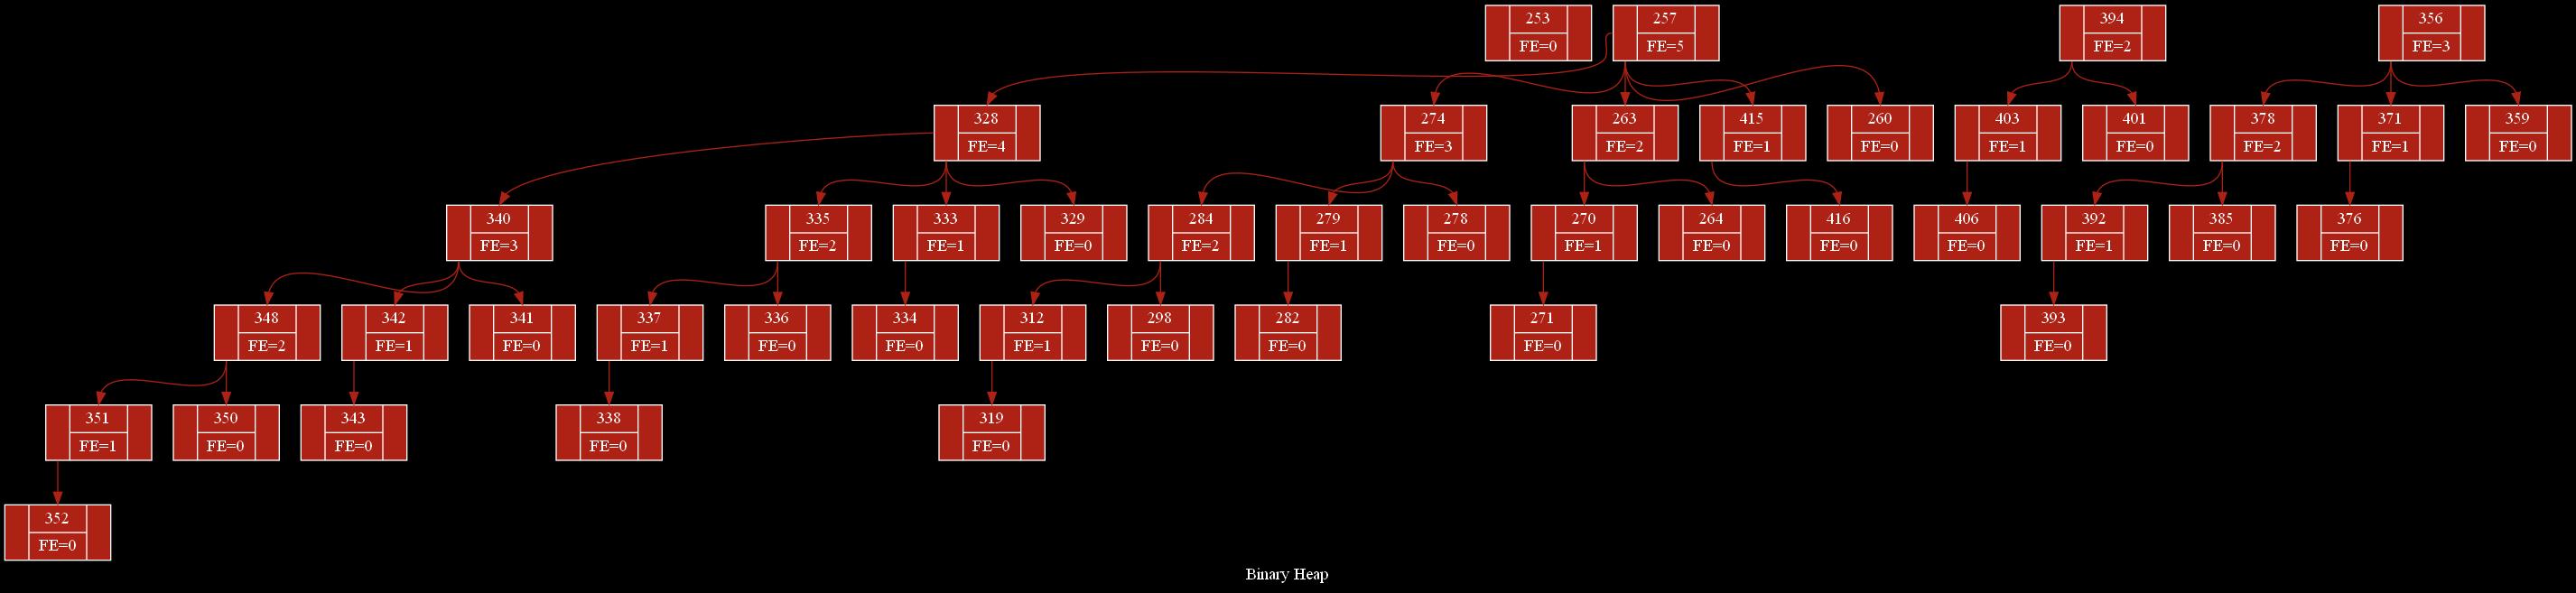 253
FE=0
257
FE=5
394
FE=2
356
FE=3
328
FE=4
274
FE=3
263
FE=2
415
FE=1
260
FE=0
403
FE=1
401
FE=0
378
FE=2
371
FE=1
359
FE=0
340
FE=3
335
FE=2
333
FE=1
329
FE=0
284
FE=2
279
FE=1
278
FE=0
270
FE=1
264
FE=0
416
FE=0
406
FE=0
392
FE=1
385
FE=0
376
FE=0
348
FE=2
342
FE=1
341
FE=0
337
FE=1
336
FE=0
334
FE=0
312
FE=1
298
FE=0
282
FE=0
271
FE=0
393
FE=0
351
FE=1
350
FE=0
343
FE=0
338
FE=0
319
FE=0
352
FE=0
Binary Heap